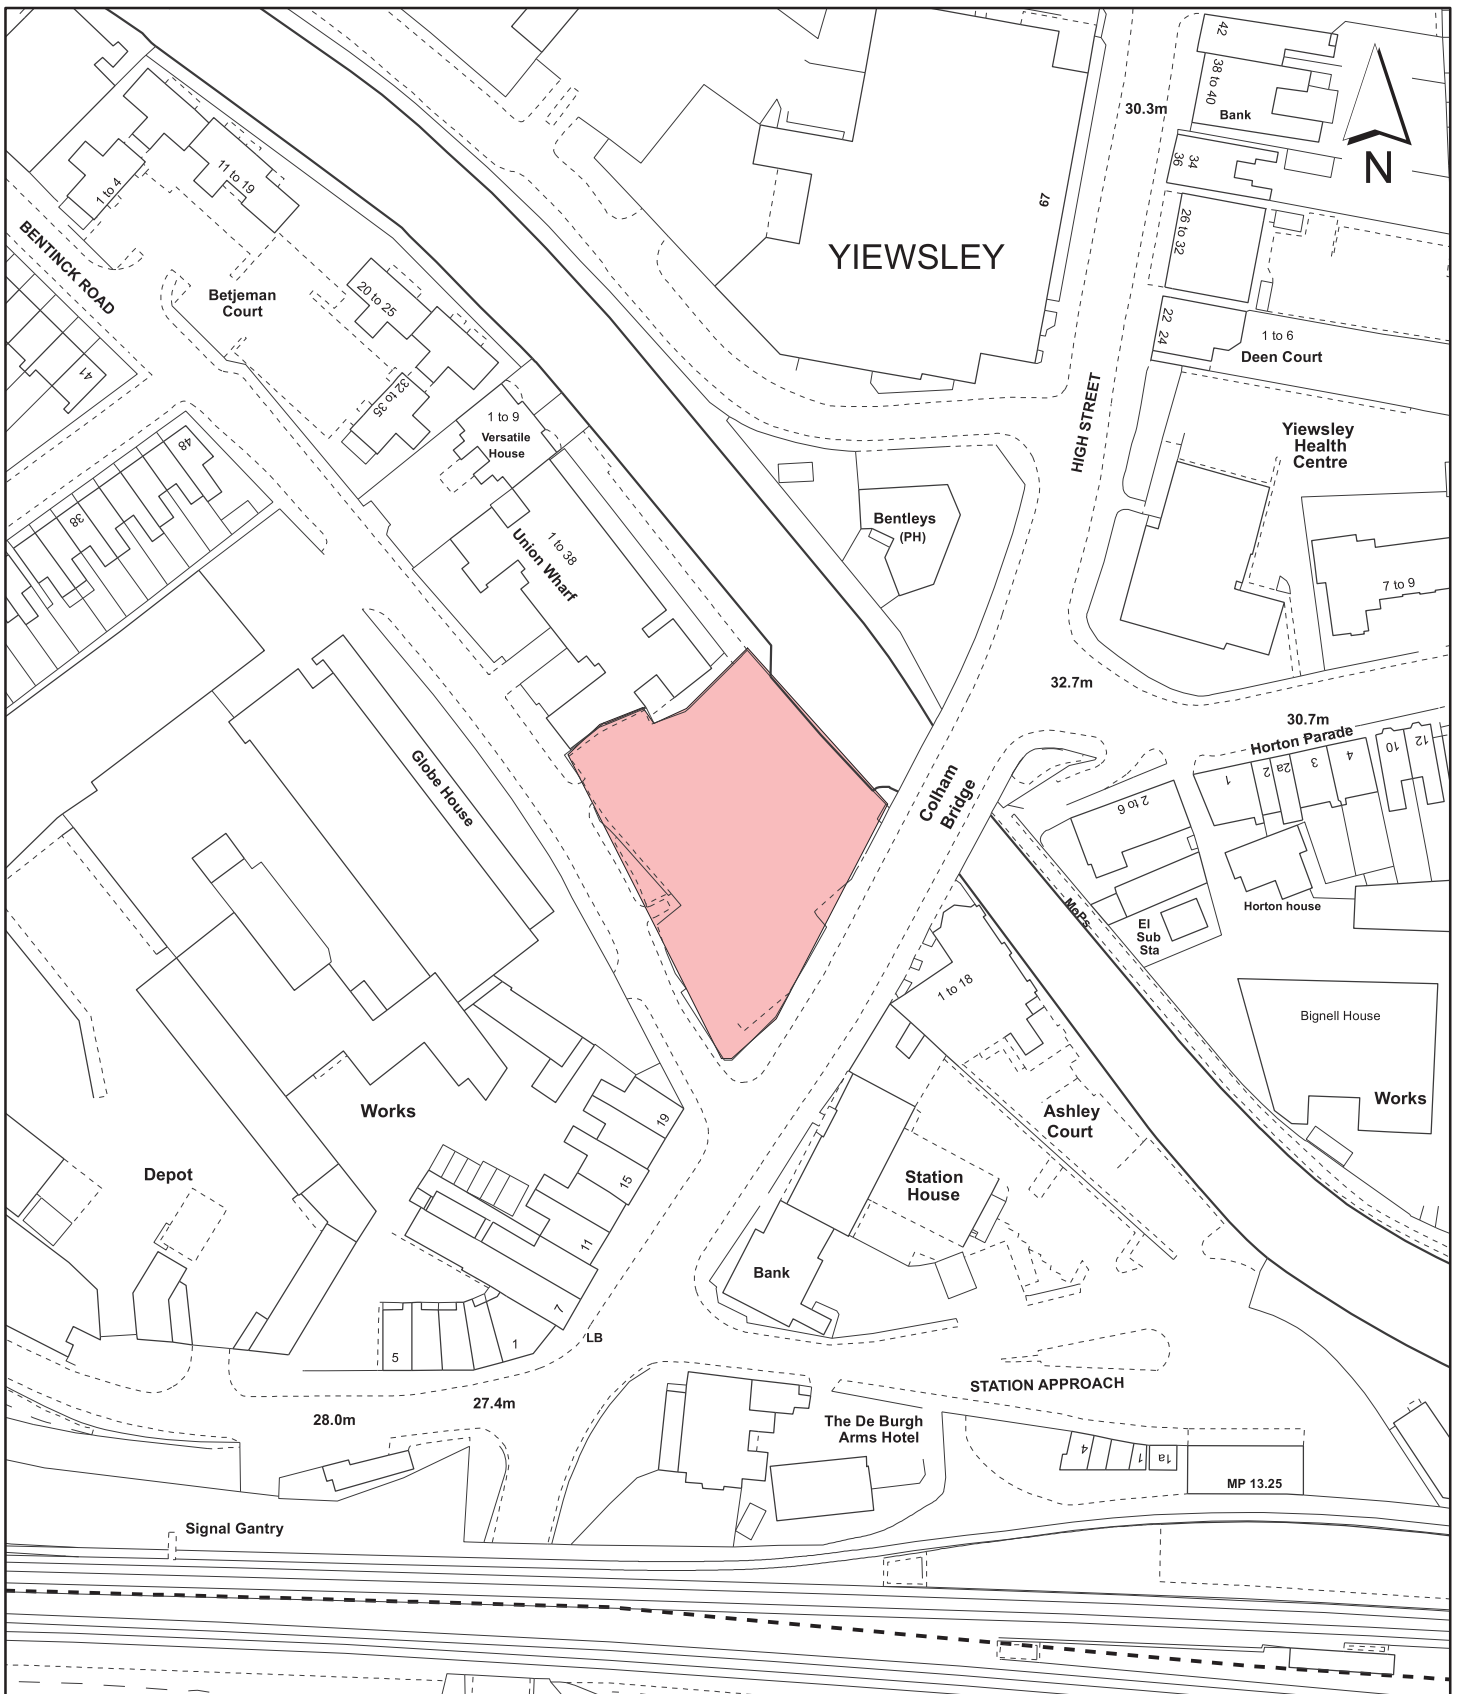 42
38 to 40
Bank
30.3m
N
34
36
11 to 19
1 to 4
67
26 to 32
BENTINCK ROAD
YIEWSLEY
Betjeman
Court
20 to 25
22
24
1 to 6
Deen Court
41
32 to 35
HIGH STREET
1 to 9
Versatile
House
48
Yiewsley
Health
Centre
38
Bentleys
(PH)
1 to 38
Union Wharf
7 to 9
32.7m
30.7m
Horton Parade
1
2
2a
3
4
10
12
Globe House
Colham
Bridge
2 to 6
MoPs
Horton house
El
Sub
Sta
1 to 18
Bignell House
Works
Works
Ashley
Court
19
15
11
7
Depot
Station
House
Bank
LB
5
1
STATION APPROACH
27.4m
28.0m
The De Burgh
Arms Hotel
4
1
1a
MP 13.25
Signal Gantry